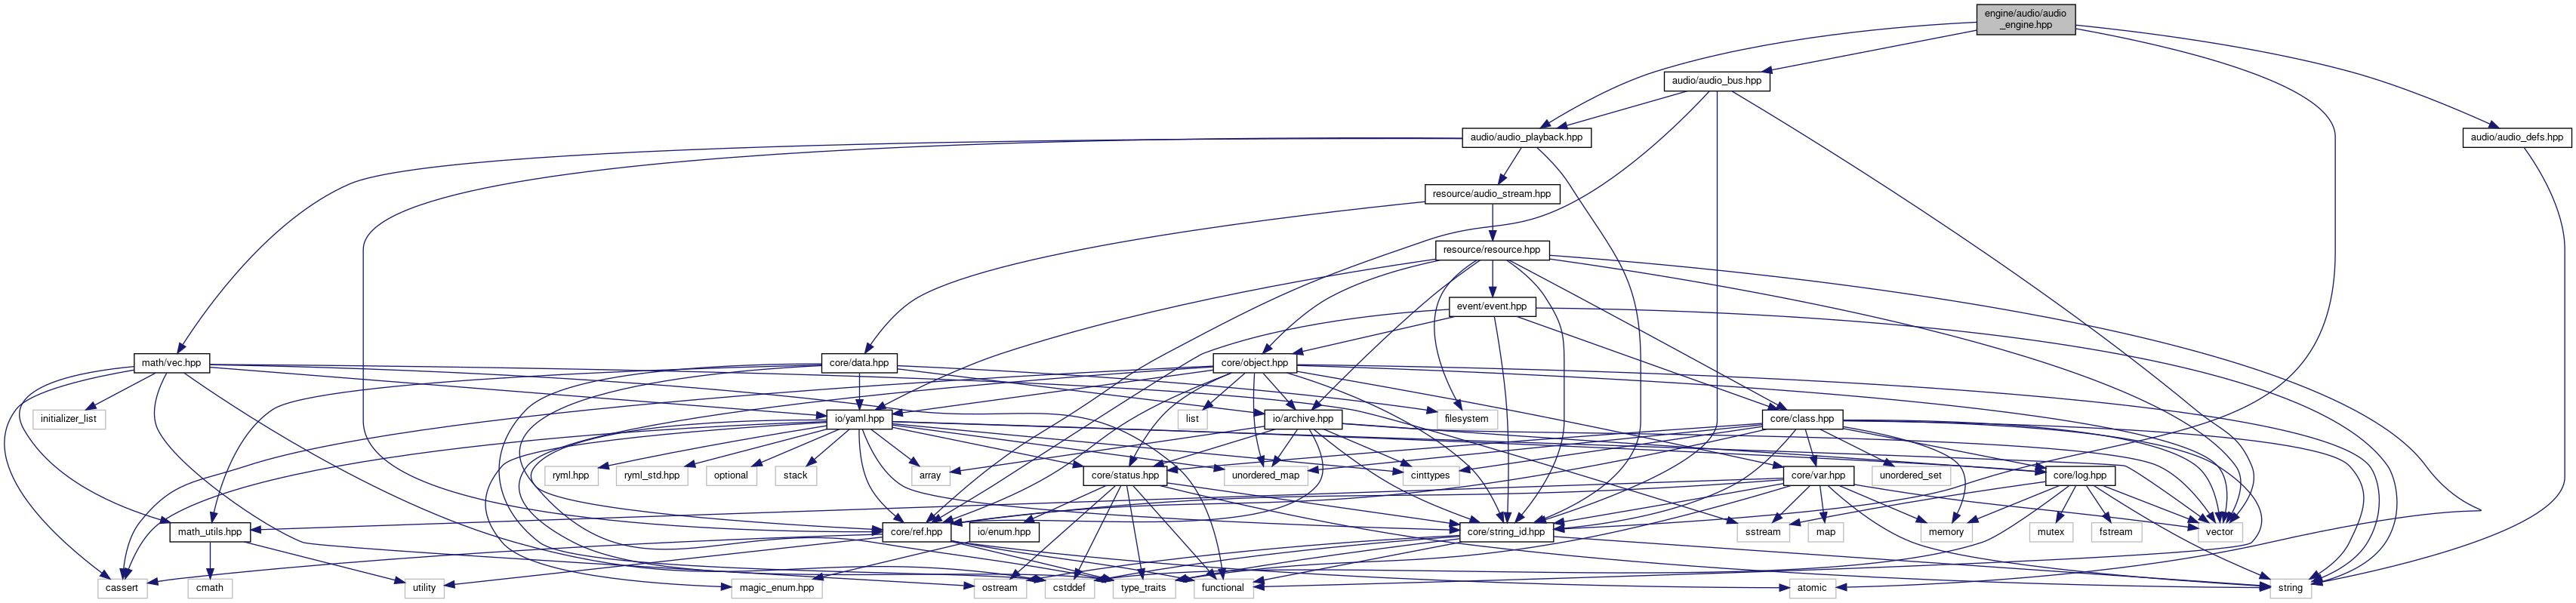 engine/audio/audio
_engine.hpp
audio/audio_bus.hpp
audio/audio_playback.hpp
audio/audio_defs.hpp
resource/audio_stream.hpp
resource/resource.hpp
event/event.hpp
math/vec.hpp
core/data.hpp
core/object.hpp
initializer_list
io/yaml.hpp
list
io/archive.hpp
filesystem
core/class.hpp
ryml.hpp
ryml_std.hpp
optional
stack
array
core/status.hpp
unordered_map
cinttypes
core/var.hpp
unordered_set
core/log.hpp
math_utils.hpp
core/ref.hpp
io/enum.hpp
core/string_id.hpp
sstream
map
memory
mutex
fstream
vector
cassert
cmath
utility
magic_enum.hpp
ostream
cstddef
type_traits
functional
atomic
string